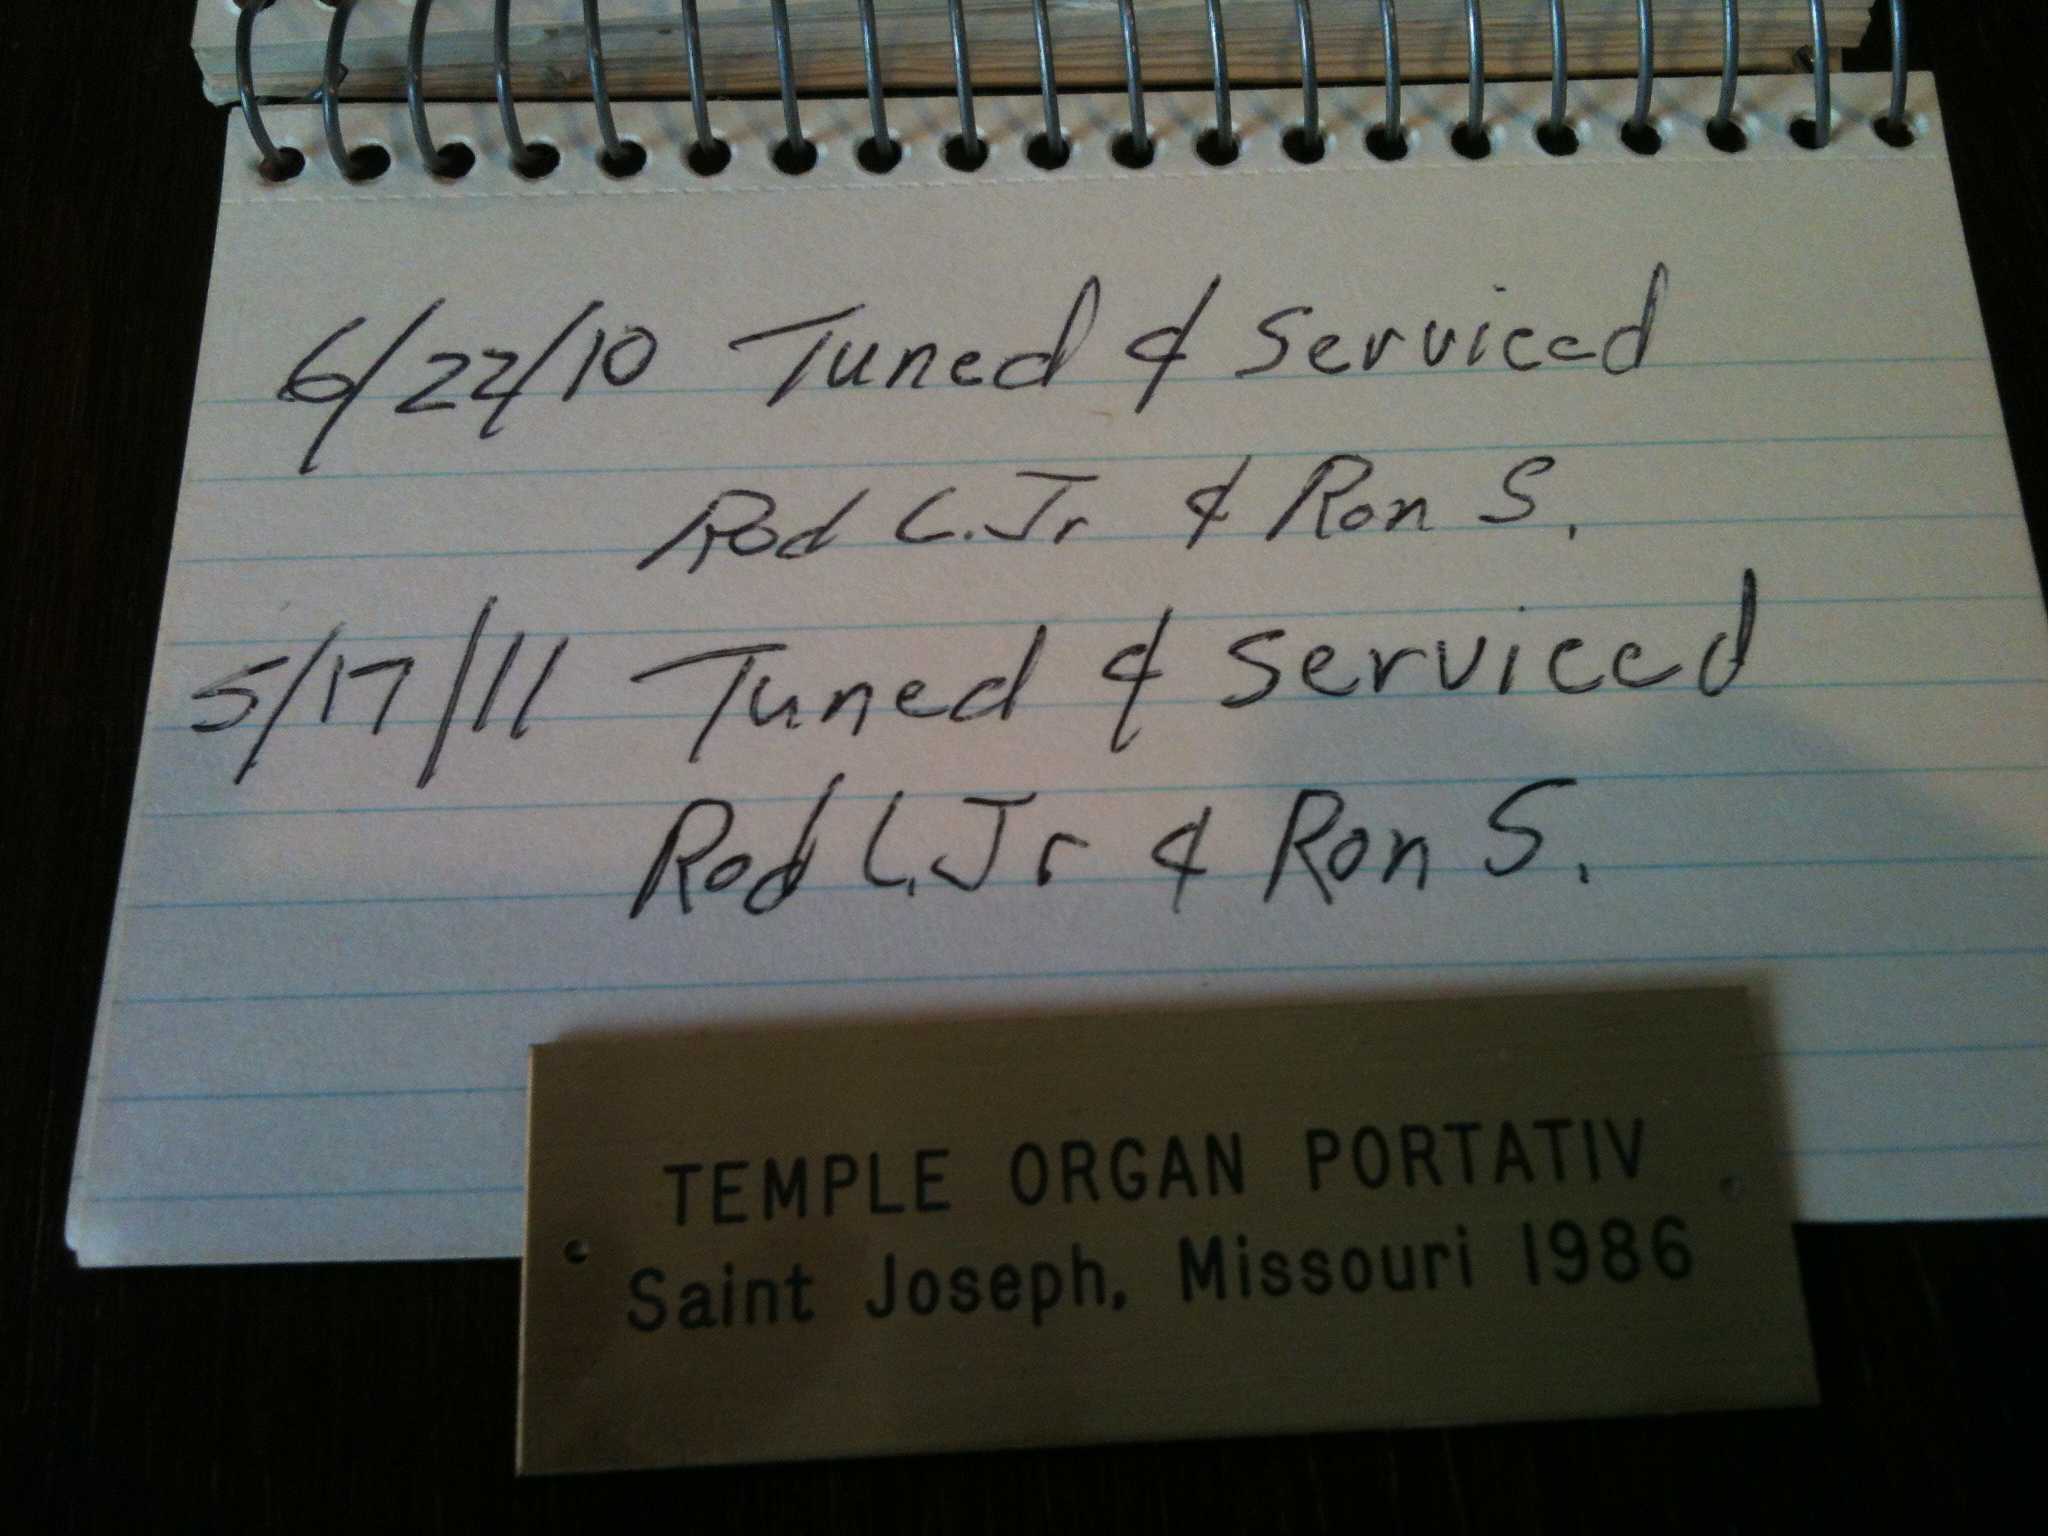 6/22/10 Tuned & Serviced
Rod L. Jr & Ron S.
5/17/11 Tuned & Serviced
Rod L. Jr & Ron S.
TEMPLE ORGAN PORTATIV
Saint Joseph, Missouri 1986